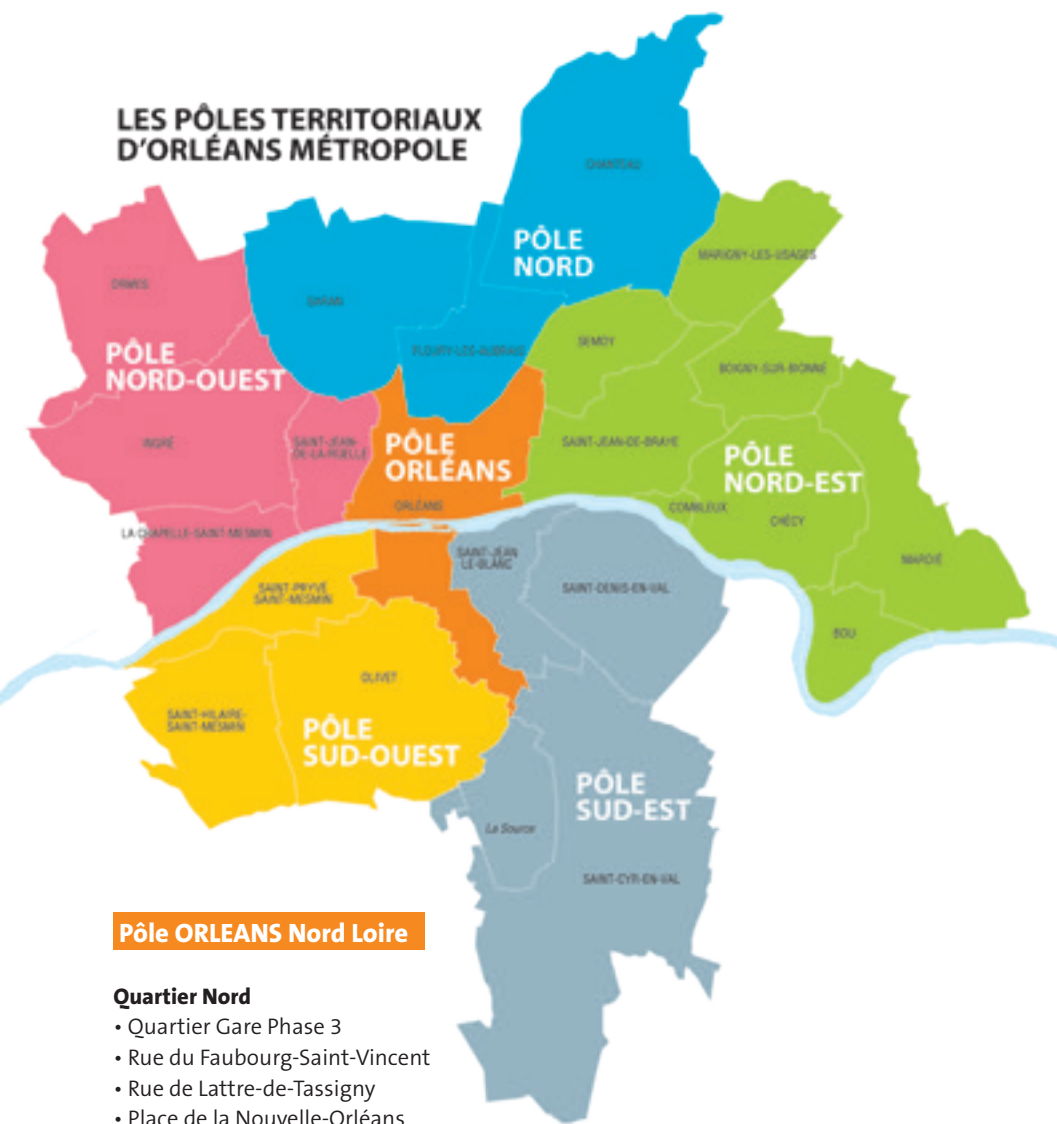 LES PÔLES TERRITORIAUX
D'ORLÉANS MÉTROPOLE
CHANTEAU
PÔLE
NORD
MARIGNY-LES-USAGES
ORMES
SARAN
SEMOY
FLEURY-LES-AUBRAIS
PÔLE
NORD-OUEST
BOIGNY-SUR-BIONNE
INGRÉ
SAINT-JEAN-
DE-LA-RUELLE
PÔLE
ORLÉANS
SAINT-JEAN-DE-BRAYE
PÔLE
NORD-EST
ORLÉANS
COMBLEUX
CHÉCY
LA CHAPELLE-SAINT-MESMIN
SAINT-JEAN
LE-BLANC
MARDIÉ
SAINT-PRYVÉ
SAINT-MESMIN
SAINT-DENIS-EN-VAL
BOU
OLIVET
SAINT-HILAIRE-
SAINT-MESMIN
PÔLE
SUD-OUEST
PÔLE
SUD-EST
La Source
SAINT-CYR-EN-VAL
Pôle ORLEANS Nord Loire
Quartier Nord
• Quartier Gare Phase 3
• Rue du Faubourg-Saint-Vincent
• Rue de Lattre-de-Tassigny
• Place de la Nouvelle-Orléans